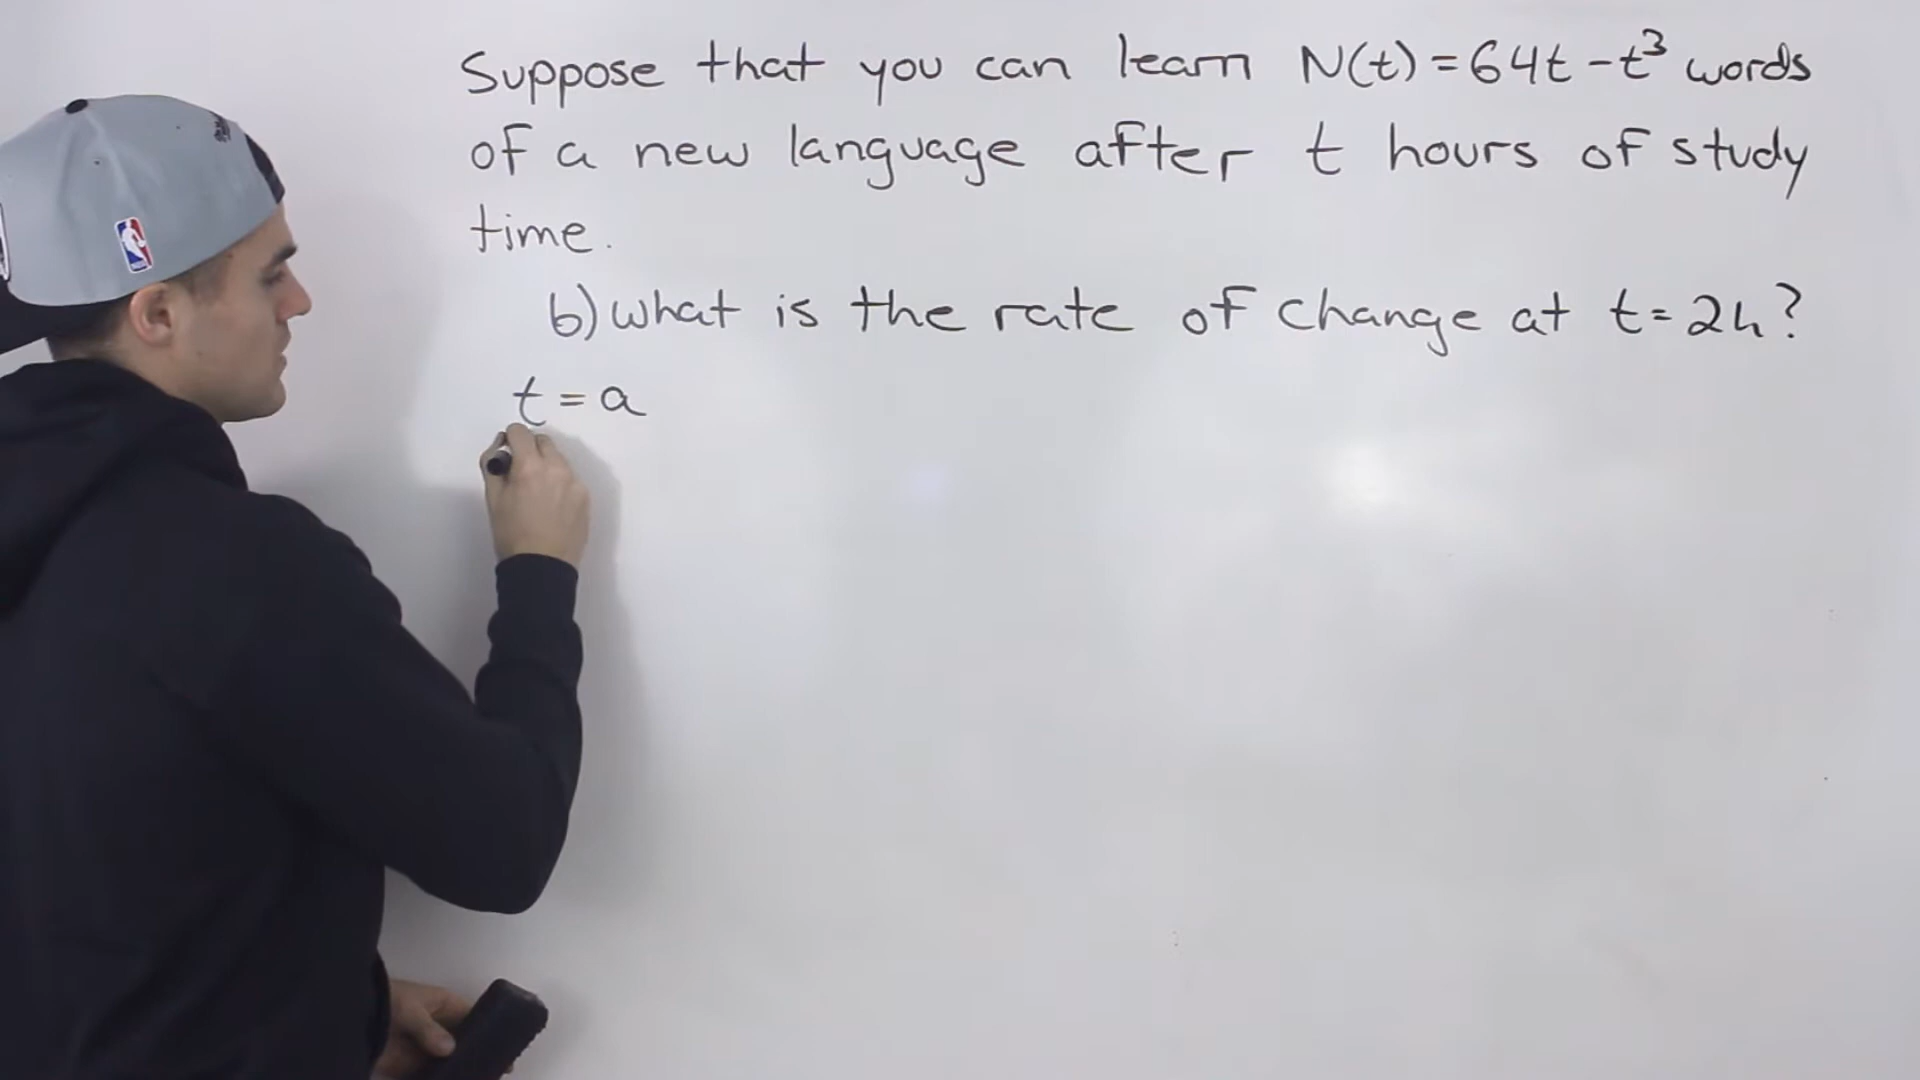 Suppose that you can learn N(t) = 64t - t³ words
of a new language after t hours of study
time.
b) what is the rate of change at t = 2h?
t = a